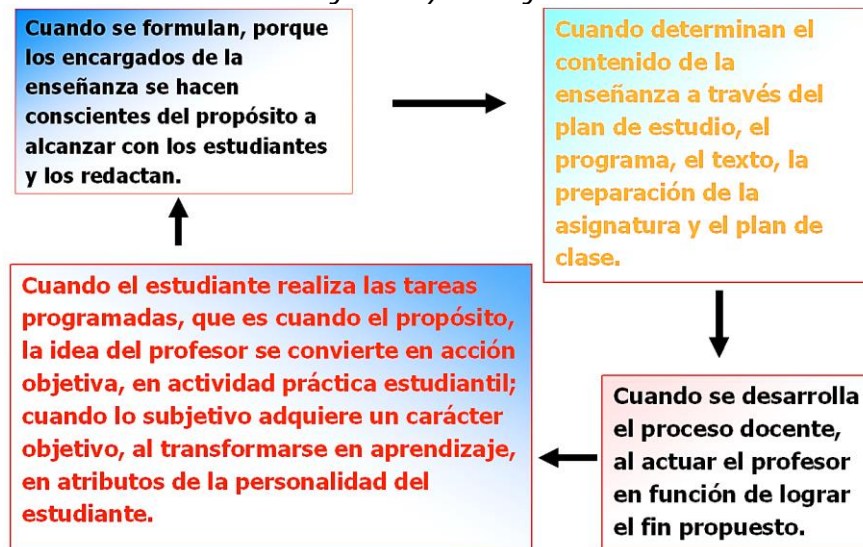 Cuando se formulan, porque
los encargados de la
enseñanza se hacen
conscientes del propósito a
alcanzar con los estudiantes
y los redactan.
Cuando determinan el
contenido de la
enseñanza a través del
plan de estudio, el
programa, el texto, la
preparación de la
asignatura y el plan de
clase.
Cuando se desarrolla
el proceso docente,
al actuar el profesor
en función de lograr
el fin propuesto.
Cuando el estudiante realiza las tareas
programadas, que es cuando el propósito,
la idea del profesor se convierte en acción
objetiva, en actividad práctica estudiantil;
cuando lo subjetivo adquiere un carácter
objetivo, al transformarse en aprendizaje,
en atributos de la personalidad del
estudiante.